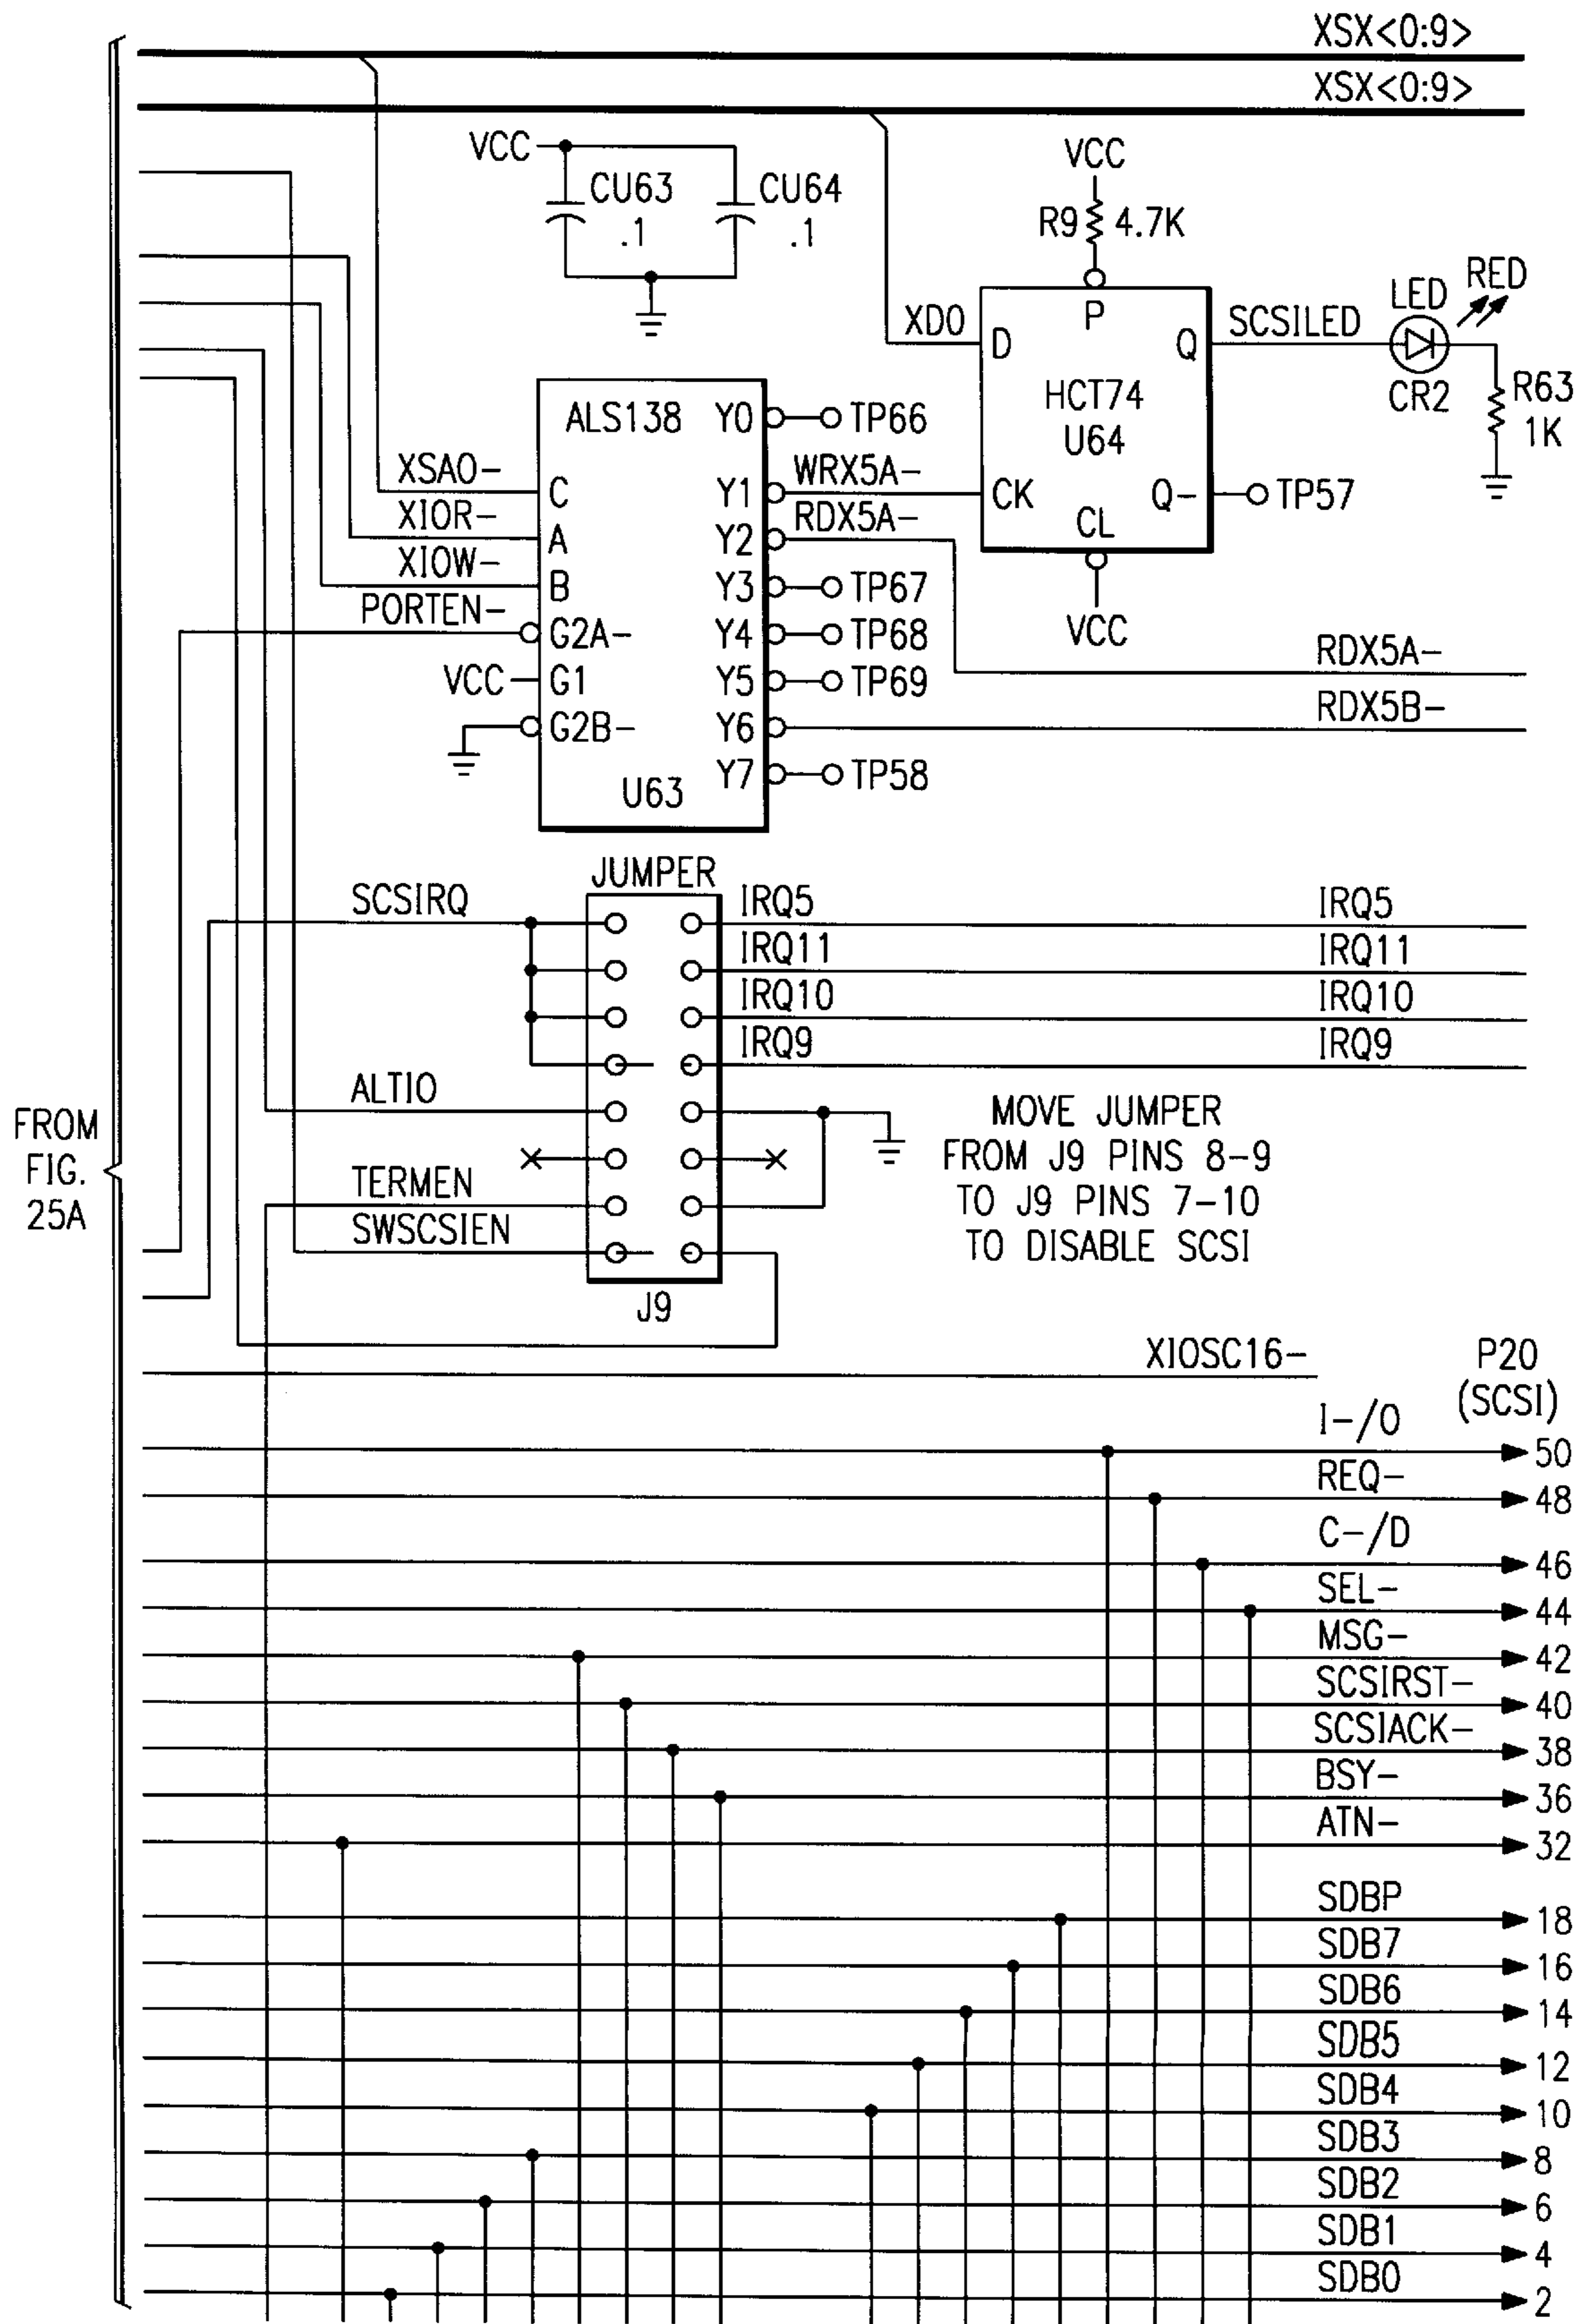 XSX<0:9>
XSX<0:9>
VCC
CU63
.1
CU64
.1
VCC
R9 4.7K
XD0
D
P
Q
HCT74
U64
CK
CL
Q-
VCC
SCSILED
LED
RED
CR2
R63
1K
TP57
ALS138
XSA0-
XIOR-
XIOW-
PORTEN-
VCC
C
A
B
G2A-
G1
G2B-
U63
Y0 TP66
Y1 WRX5A-
Y2 RDX5A-
Y3 TP67
Y4 TP68
Y5 TP69
Y6
Y7 TP58
RDX5A-
RDX5B-
JUMPER
SCSIRQ
IRQ5 IRQ5
IRQ11 IRQ11
IRQ10 IRQ10
IRQ9 IRQ9
ALTIO
TERMEN
SWSCSIEN
J9
MOVE JUMPER
FROM J9 PINS 8-9
TO J9 PINS 7-10
TO DISABLE SCSI
FROM
FIG.
25A
XIOSC16-
P20
(SCSI)
I-/O 50
REQ- 48
C-/D 46
SEL- 44
MSG- 42
SCSIRST- 40
SCSIACK- 38
BSY- 36
ATN- 32
SDBP 18
SDB7 16
SDB6 14
SDB5 12
SDB4 10
SDB3 8
SDB2 6
SDB1 4
SDB0 2